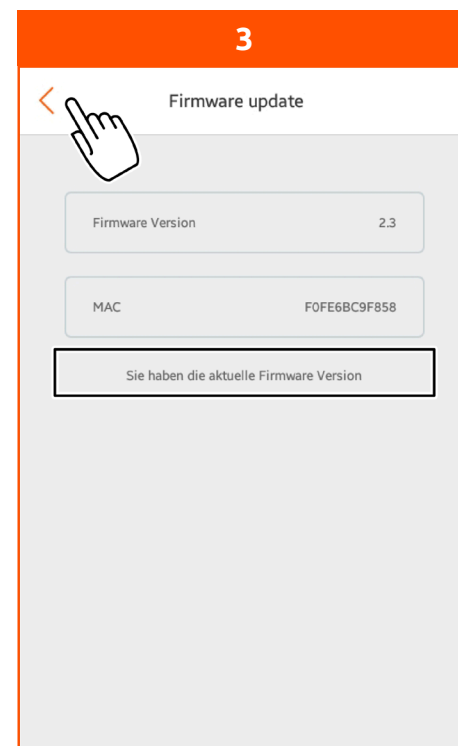 3
Firmware update
Firmware Version 2.3
MAC F0FE6BC9F858
Sie haben die aktuelle Firmware Version